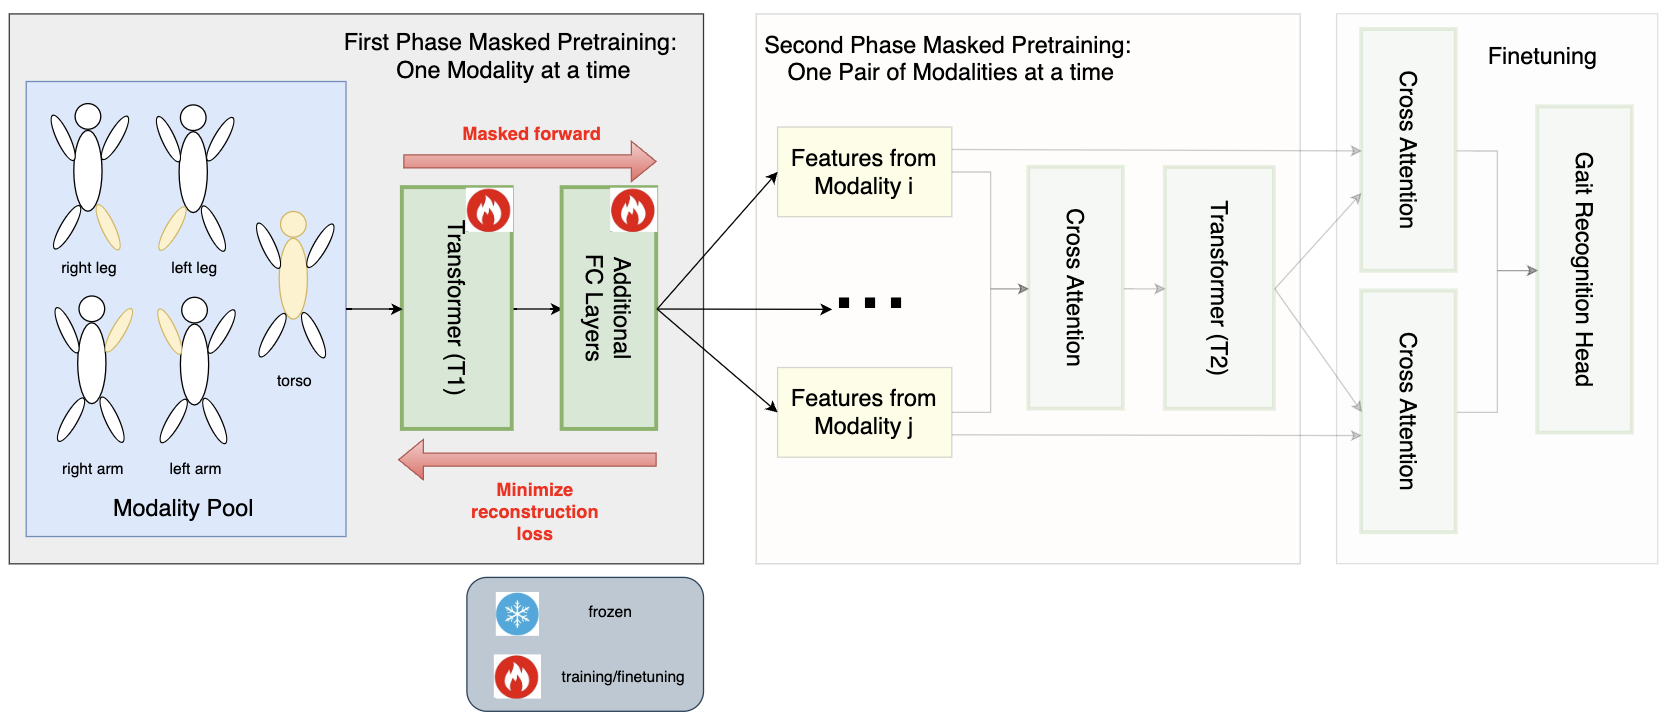 First Phase Masked Pretraining:
One Modality at a time
right leg
left leg
torso
right arm
left arm
Modality Pool
Masked forward
Transformer (T1)
Additional
FC Layers
Minimize
reconstruction
loss
Second Phase Masked Pretraining:
One Pair of Modalities at a time
Features from
Modality i
Features from
Modality j
Cross Attention
Transformer (T2)
Finetuning
Cross Attention
Cross Attention
Gait Recognition Head
frozen
training/finetuning